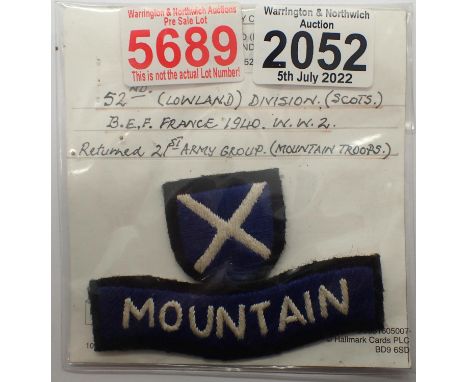 Warrington & Northwich Auctions
Pre Sale Lot
5689
This is not the actual Lot Number!
Warrington & Northwich
Auction
2052
5th July 2022
52ND. (LOWLAND) DIVISION. (SCOTS.)
B.E.F. FRANCE 1940. W.W.2.
Returned 21ST ARMY GROUP. (MOUNTAIN TROOPS.)
MOUNTAIN
Hallmark Cards PLC
BD9 6SD